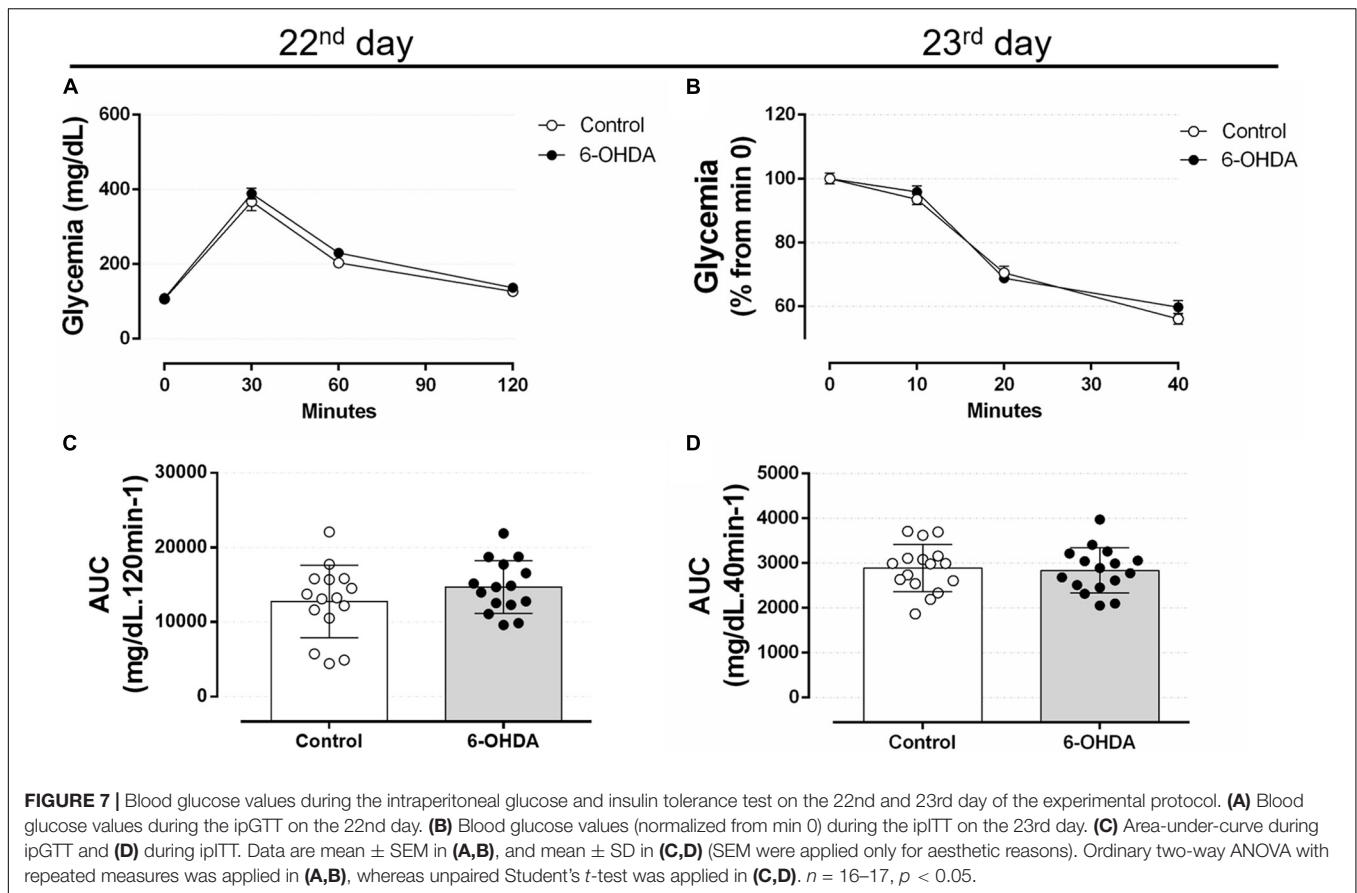 22nd day
23rd day
A
600
400
200
0
Glycemia (mg/dL)
Control
6-OHDA
0 30 60 90 120
Minutes
B
120
100
80
60
Glycemia
(% from min 0)
Control
6-OHDA
0 10 20 30 40
Minutes
C
30000
20000
10000
0
AUC
(mg/dL.120min-1)
Control 6-OHDA
D
5000
4000
3000
2000
1000
0
AUC
(mg/dL.40min-1)
Control 6-OHDA
FIGURE 7 | Blood glucose values during the intraperitoneal glucose and insulin tolerance test on the 22nd and 23rd day of the experimental protocol. (A) Blood
glucose values during the ipGTT on the 22nd day. (B) Blood glucose values (normalized from min 0) during the ipITT on the 23rd day. (C) Area-under-curve during
ipGTT and (D) during ipITT. Data are mean ± SEM in (A,B), and mean ± SD in (C,D) (SEM were applied only for aesthetic reasons). Ordinary two-way ANOVA with
repeated measures was applied in (A,B), whereas unpaired Student's t-test was applied in (C,D). n = 16–17, p < 0.05.